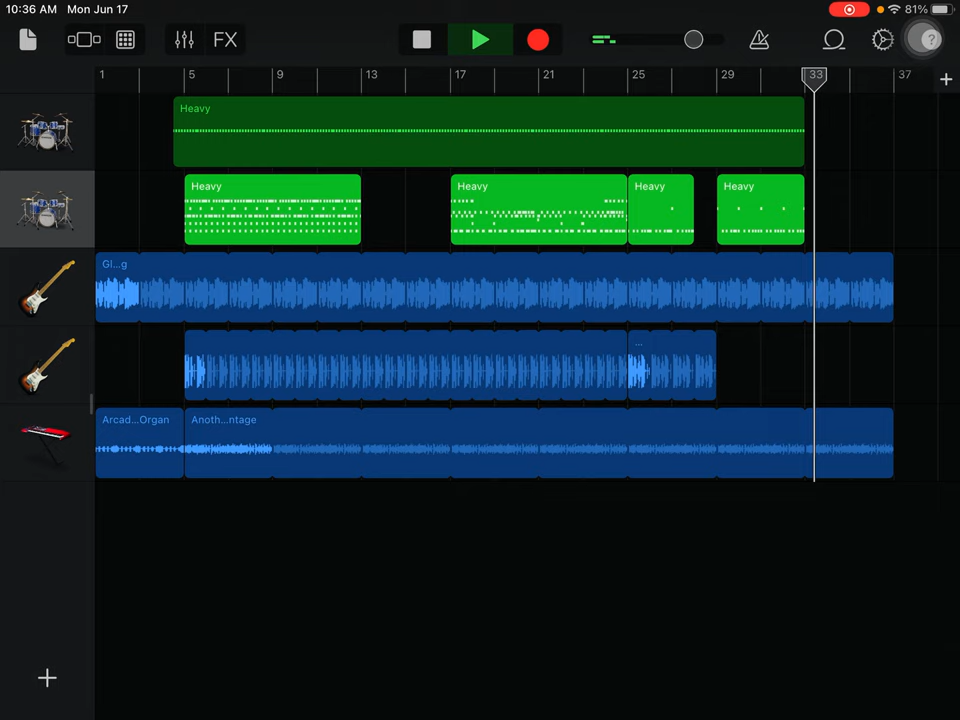 10:36 AM Mon Jun 17
81%
FX
?
1 5 9 13 17 21 25 29 33 37
+
Heavy
Heavy Heavy Heavy Heavy
Gl...g
...
Arcad...Organ Anoth...ntage
+